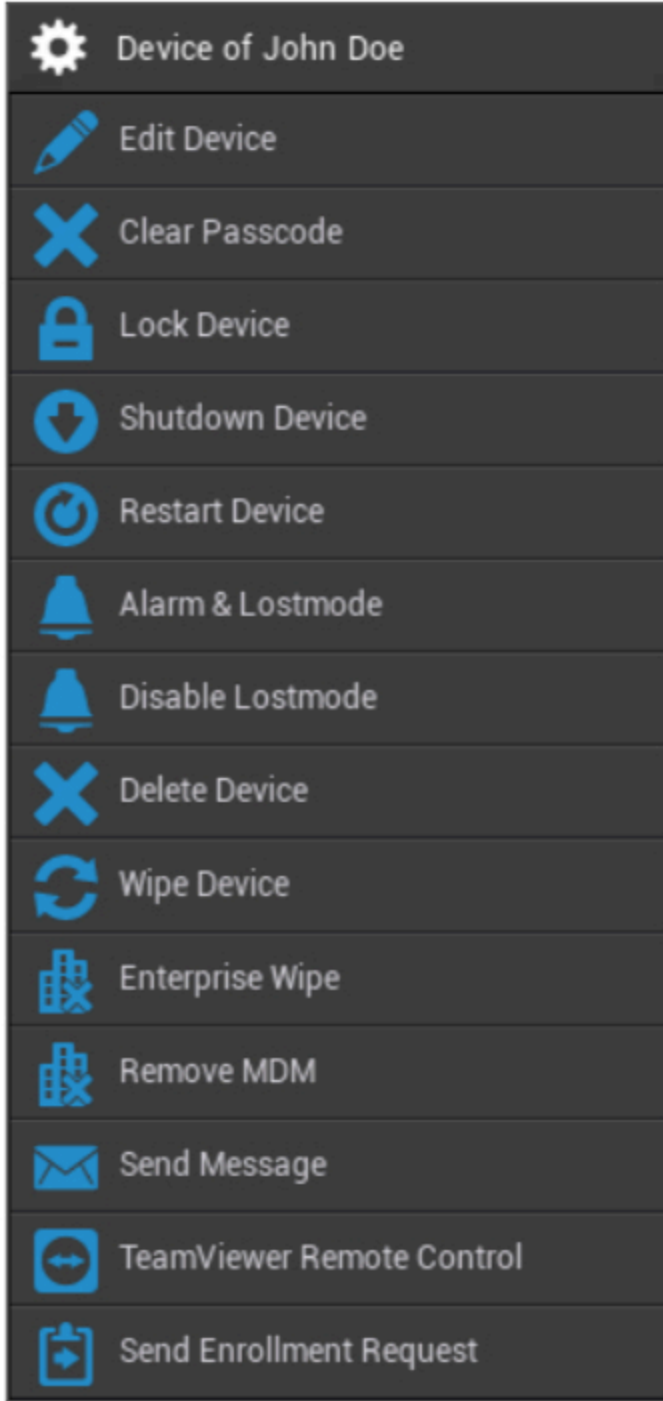 Device of John Doe
Edit Device
Clear Passcode
Lock Device
Shutdown Device
Restart Device
Alarm & Lostmode
Disable Lostmode
Delete Device
Wipe Device
Enterprise Wipe
Remove MDM
Send Message
TeamViewer Remote Control
Send Enrollment Request